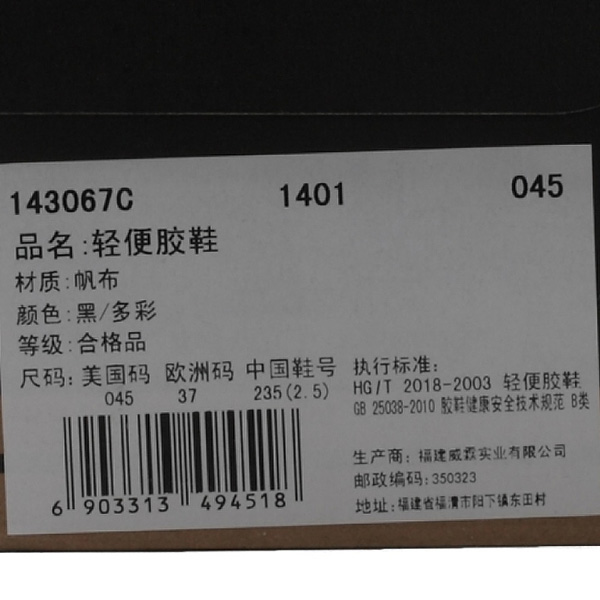 143067C 1401 045
品名:轻便胶鞋
材质:帆布
颜色:黑/多彩
等级:合格品
尺码: 美国码 欧洲码 中国鞋号
045 37 235(2.5)
6 903313 494518
执行标准:
HG/T 2018-2003 轻便胶鞋
GB 25038-2010 胶鞋健康安全技术规范 B类
生产商: 福建威霖实业有限公司
邮政编码: 350323
地址: 福建省福清市阳下镇东田村